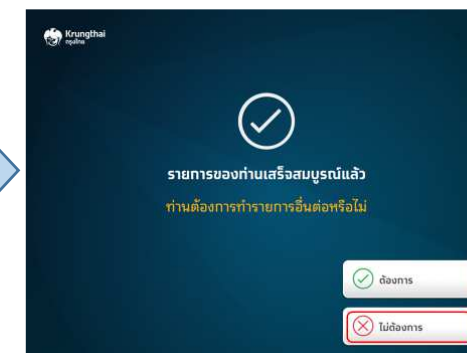 Krungthai
กรุงไทย
รายการของท่านเสร็จสมบูรณ์แล้ว
ท่านต้องการทำรายการอื่นต่อหรือไม่
ต้องการ
ไม่ต้องการ